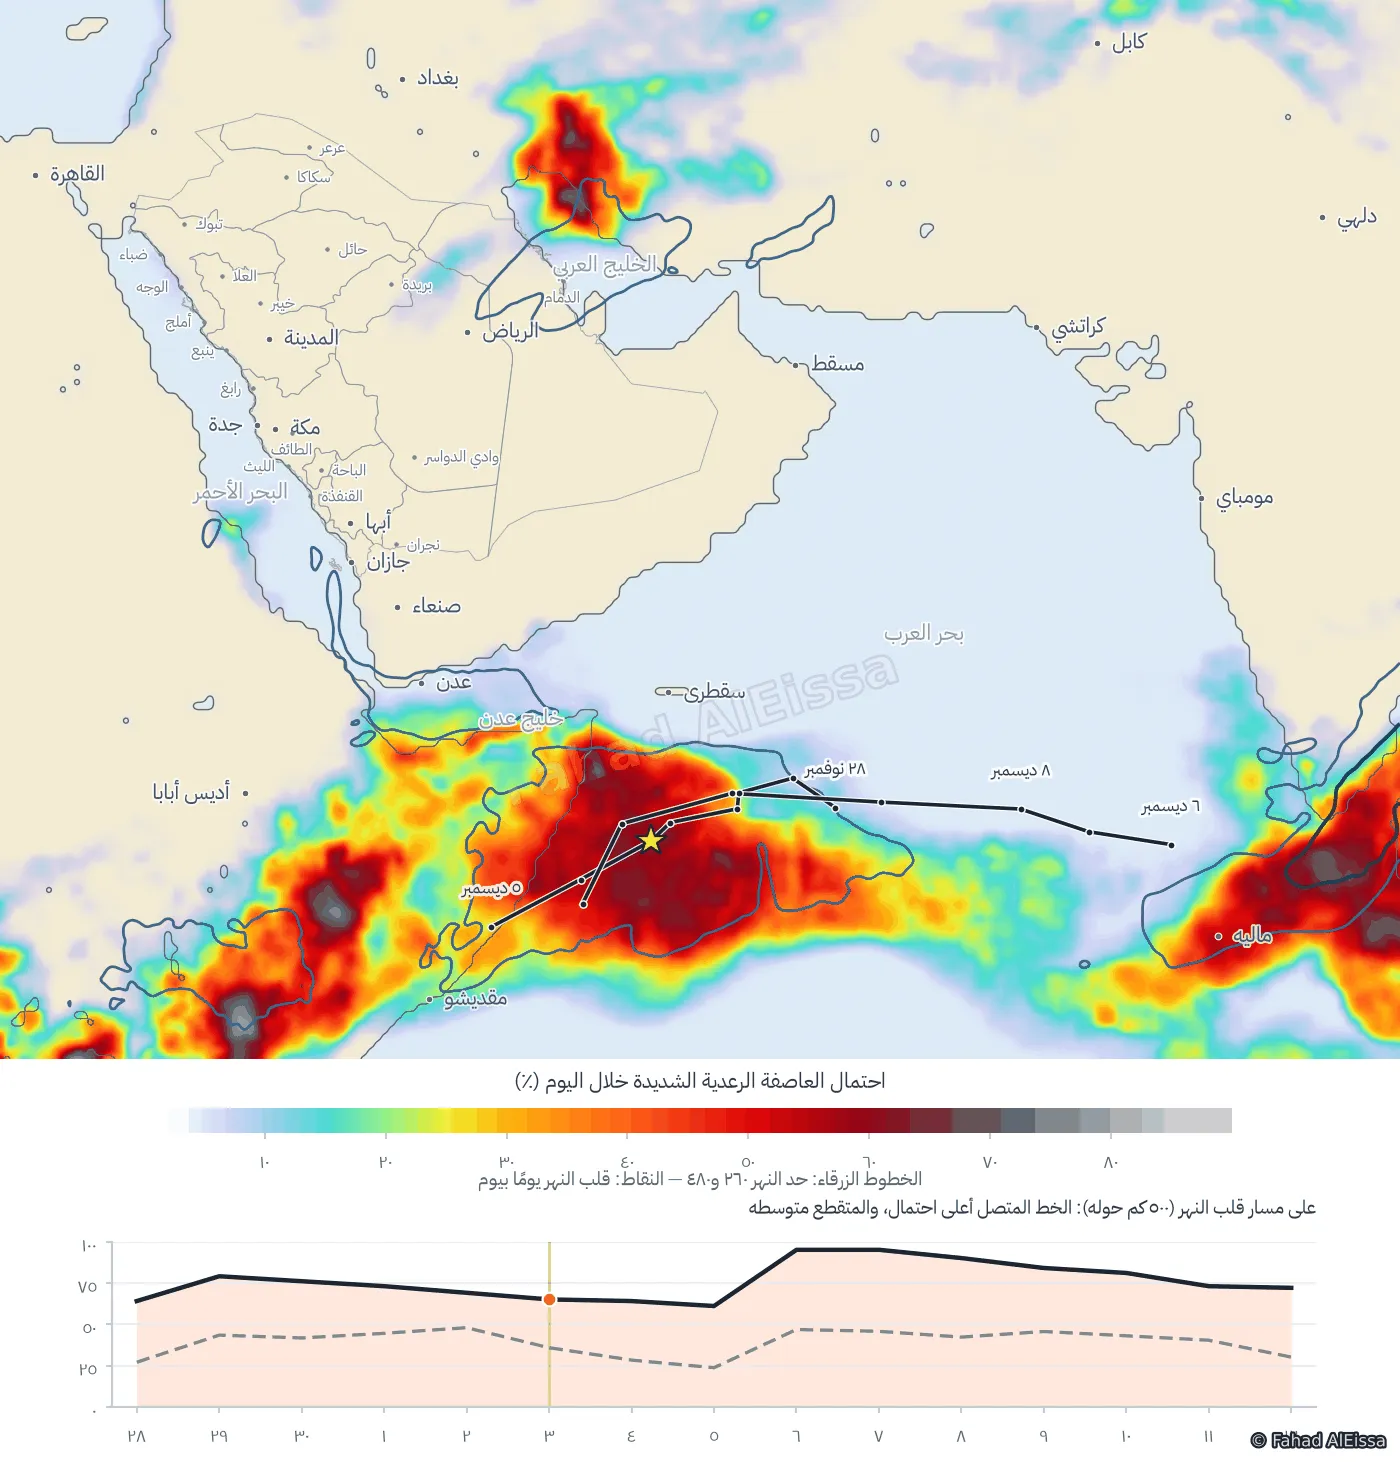 كابل
بغداد
عرعر
القاهرة
سكاكا
دلهي
تبوك
حائل
ضباء
العلا
الخليج العربي
الوجه
بريدة
خيبر
الدمام
أملج
الرياض
المدينة
كراتشي
ينبع
مسقط
رابغ
جدة
مكة
الطائف
وادي الدواسر
الليث
الباحة
البحر الأحمر
القنفذة
مومباي
أبها
نجران
جازان
صنعاء
بحر العرب
عدن
سقطرى
Fahad AlEissa
خليج عدن
٢٨ نوفمبر
٨ ديسمبر
أديس أبابا
٦ ديسمبر
٥ ديسمبر
ماليه
مقديشو
احتمال العاصفة الرعدية الشديدة خلال اليوم (٪)
١٠ ٢٠ ٣٠ ٤٠ ٥٠ ٦٠ ٧٠ ٨٠
الخطوط الزرقاء: حد النهر ٢٦٠ و٤٨٠ — النقاط: قلب النهر يومًا بيوم
على مسار قلب النهر (٥٠٠ كم حوله): الخط المتصل أعلى احتمال، والمتقطع متوسطه
١٠٠
٧٥
٥٠
٢٥
٠
٢٨ ٢٩ ٣٠ ١ ٢ ٣ ٤ ٥ ٦ ٧ ٨ ٩ ١٠ ١١
© Fahad AlEissa